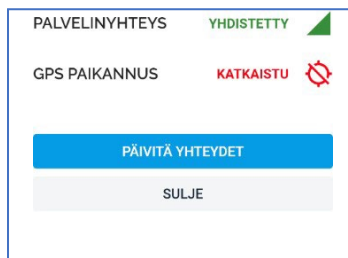 PALVELINYHTEYS YHDISTETTY
GPS PAIKANNUS KATKAISTU
PÄIVITÄ YHTEYDET
SULJE